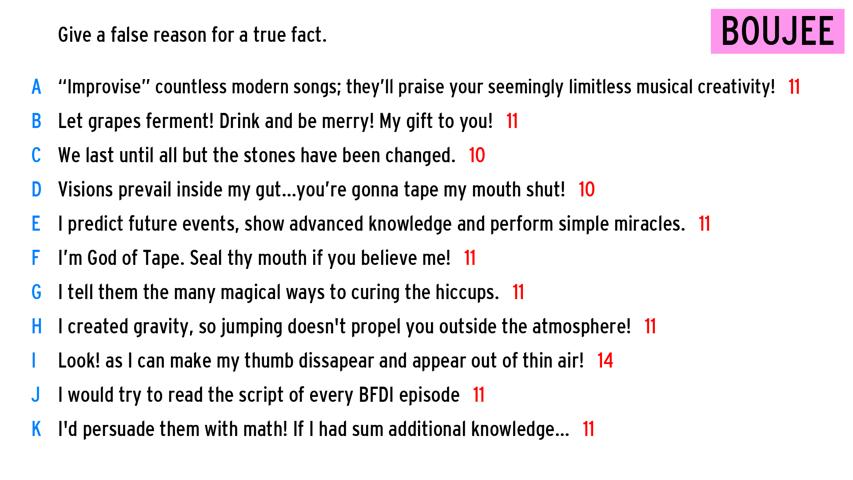 Give a false reason for a true fact.
BOUJEE
A “Improvise” countless modern songs; they’ll praise your seemingly limitless musical creativity! 11
B Let grapes ferment! Drink and be merry! My gift to you! 11
C We last until all but the stones have been changed. 10
D Visions prevail inside my gut...you’re gonna tape my mouth shut! 10
E I predict future events, show advanced knowledge and perform simple miracles. 11
F I’m God of Tape. Seal thy mouth if you believe me! 11
G I tell them the many magical ways to curing the hiccups. 11
H I created gravity, so jumping doesn't propel you outside the atmosphere! 11
I Look! as I can make my thumb dissapear and appear out of thin air! 14
J I would try to read the script of every BFDI episode 11
K I'd persuade them with math! If I had sum additional knowledge... 11